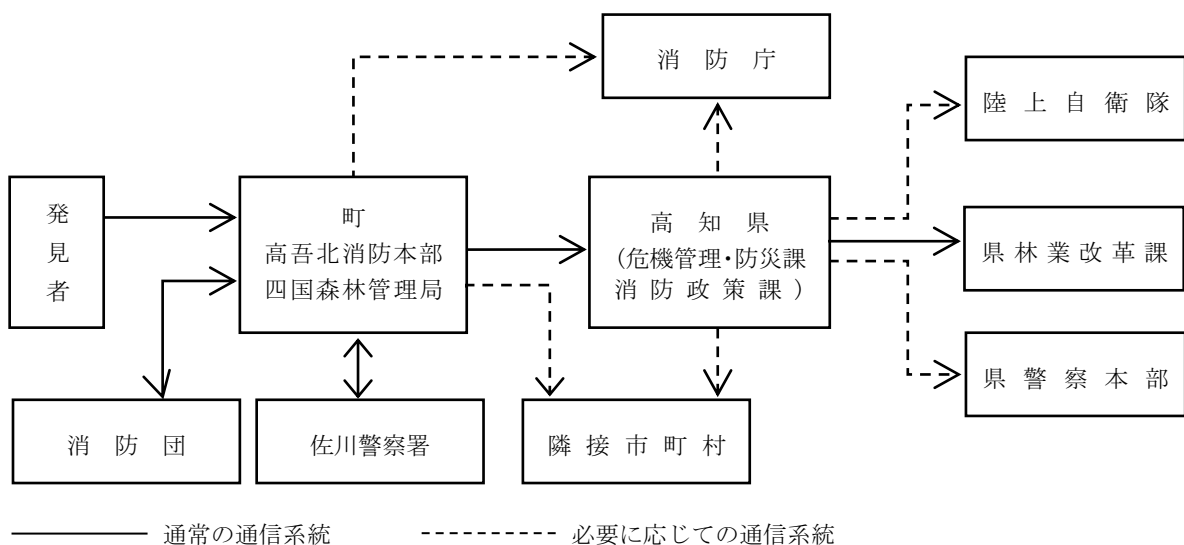 消防庁
陸上自衛隊
発見者
町
高吾北消防本部
四国森林管理局
高知県
(危機管理・防災課
消防政策課)
県林業改革課
県警察本部
消防団
佐川警察署
隣接市町村
通常の通信系統
必要に応じての通信系統